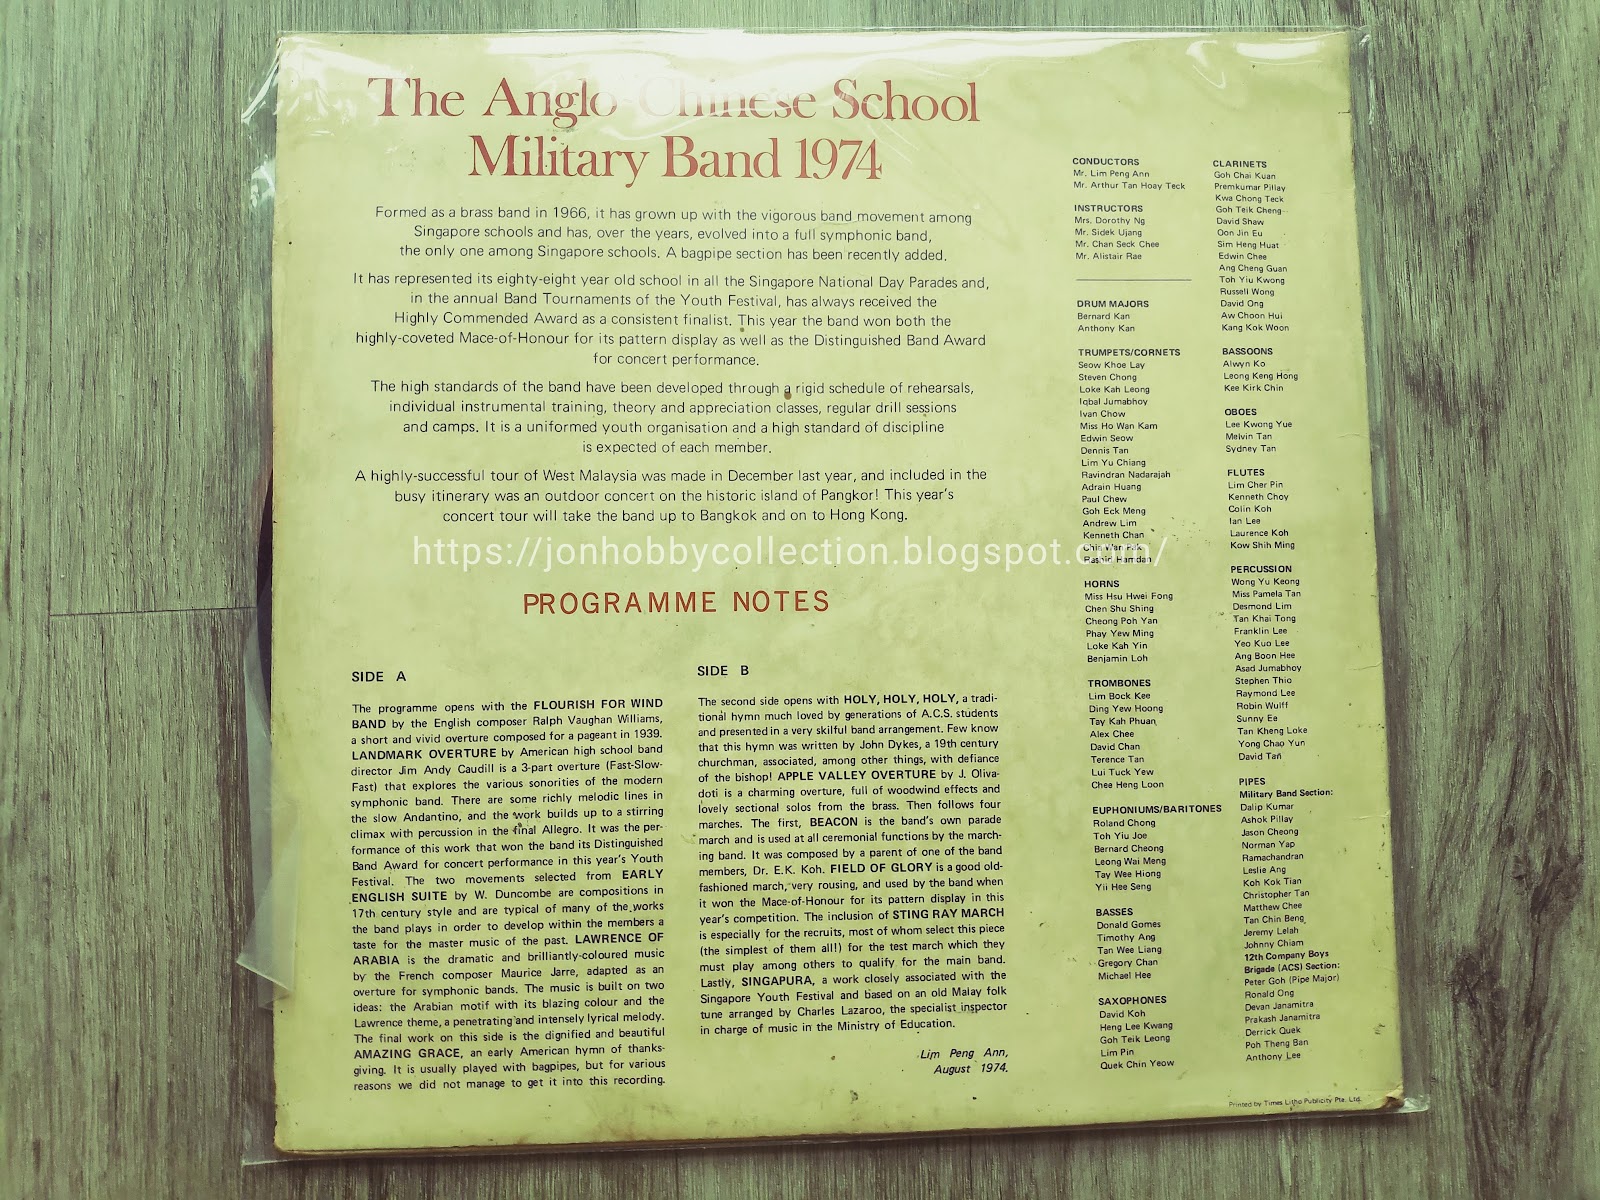 The Anglo Chinese School
Military Band 1974
Formed as a brass band in 1966, it has grown up with the vigorous band movement among
Singapore schools and has, over the years, evolved into a full symphonic band,
the only one among Singapore schools. A bagpipe section has been recently added.
It has represented its eighty-eight year old school in all the Singapore National Day Parades and,
in the annual Band Tournaments of the Youth Festival, has always received the
Highly Commended Award as a consistent finalist. This year the band won both the
highly-coveted Mace-of-Honour for its pattern display as well as the Distinguished Band Award
for concert performance.
The high standards of the band have been developed through a rigid schedule of rehearsals,
individual instrumental training, theory and appreciation classes, regular drill sessions
and camps. It is a uniformed youth organisation and a high standard of discipline
is expected of each member.
A highly-successful tour of West Malaysia was made in December last year, and included in the
busy itinerary was an outdoor concert on the historic island of Pangkor! This year's
concert tour will take the band up to Bangkok and on to Hong Kong.
https://jonhobbycollection.blogspot.com/
PROGRAMME NOTES
SIDE A
The programme opens with the FLOURISH FOR WIND
BAND by the English composer Ralph Vaughan Williams,
a short and vivid overture composed for a pageant in 1939.
LANDMARK OVERTURE by American high school band
director Jim Andy Caudill is a 3-part overture (Fast-Slow-
Fast) that explores the various sonorities of the modern
symphonic band. There are some richly melodic lines in
the slow Andantino, and the work builds up to a stirring
climax with percussion in the final Allegro. It was the per-
formance of this work that won the band its Distinguished
Band Award for concert performance in this year's Youth
Festival. The two movements selected from EARLY
ENGLISH SUITE by W. Duncombe are compositions in
17th century style and are typical of many of the works
the band plays in order to develop within the members a
taste for the master music of the past. LAWRENCE OF
ARABIA is the dramatic and brilliantly-coloured music
by the French composer Maurice Jarre, adapted as an
overture for symphonic bands. The music is built on two
ideas: the Arabian motif with its blazing colour and the
Lawrence theme, a penetrating and intensely lyrical melody.
The final work on this side is the dignified and beautiful
AMAZING GRACE, an early American hymn of thanks-
giving. It is usually played with bagpipes, but for various
reasons we did not manage to get it into this recording.
SIDE B
The second side opens with HOLY, HOLY, HOLY, a tradi-
tional hymn much loved by generations of A.C.S. students
and presented in a very skilful band arrangement. Few know
that this hymn was written by John Dykes, a 19th century
churchman, associated, among other things, with defiance
of the bishop! APPLE VALLEY OVERTURE by J. Oliva-
doti is a charming overture, full of woodwind effects and
lovely sectional solos from the brass. Then follows four
marches. The first, BEACON is the band's own parade
march and is used at all ceremonial functions by the march-
ing band. It was composed by a parent of one of the band
members, Dr. E.K. Koh. FIELD OF GLORY is a good old-
fashioned march, very rousing, and used by the band when
it won the Mace-of-Honour for its pattern display in this
year's competition. The inclusion of STING RAY MARCH
is especially for the recruits, most of whom select this piece
(the simplest of them all!) for the test march which they
must play among others to qualify for the main band.
Lastly, SINGAPURA, a work closely associated with the
Singapore Youth Festival and based on an old Malay folk
tune arranged by Charles Lazaroo, the specialist inspector
in charge of music in the Ministry of Education.
Lim Peng Ann,
August 1974.
CONDUCTORS
Mr. Lim Peng Ann
Mr. Arthur Tan Hoay Teck
INSTRUCTORS
Mrs. Dorothy Ng
Mr. Sidek Ujang
Mr. Chan Seck Chee
Mr. Alistair Rae
DRUM MAJORS
Bernard Kan
Anthony Kan
TRUMPETS/CORNETS
Seow Khoe Lay
Steven Chong
Loke Kah Leong
Iqbal Jumabhoy
Ivan Chow
Miss Ho Wan Kam
Edwin Seow
Dennis Tan
Lim Yu Chiang
Ravindran Nadarajah
Adrain Huang
Paul Chew
Goh Eck Meng
Andrew Lim
Kenneth Chan
Wan
Rashid Hamdan
HORNS
Miss Hsu Hwei Fong
Chen Shu Shing
Cheong Poh Yan
Phay Yew Ming
Loke Kah Yin
Benjamin Loh
TROMBONES
Lim Bock Kee
Ding Yew Hoong
Tay Kah Phuan
Alex Chee
David Chan
Terence Tan
Lui Tuck Yew
Chee Heng Loon
EUPHONIUMS/BARITONES
Roland Chong
Toh Yiu Joe
Bernard Cheong
Leong Wai Meng
Tay Wee Hiong
Yii Hee Seng
BASSES
Donald Gomes
Timothy Ang
Tan Wee Liang
Gregory Chan
Michael Hee
SAXOPHONES
David Koh
Heng Lee Kwang
Goh Teik Leong
Lim Pin
Quek Chin Yeow
CLARINETS
Goh Chai Kuan
Premkumar Pillay
Kwa Chong Teck
Goh Teik Cheng
David Shaw
Oon Jin Eu
Sim Heng Huat
Edwin Chee
Ang Cheng Guan
Toh Yiu Kwong
Russell Wong
David Ong
Aw Choon Hui
Kang Kok Woon
BASSOONS
Alwyn Ko
Leong Keng Hong
Kee Kirk Chin
OBOES
Lee Kwong Yue
Melvin Tan
Sydney Tan
FLUTES
Lim Cher Pin
Kenneth Choy
Colin Koh
Ian Lee
Laurence Koh
Kow Shih Ming
PERCUSSION
Wong Yu Keong
Miss Pamela Tan
Desmond Lim
Tan Khai Tong
Franklin Lee
Yeo Kuo Lee
Ang Boon Hee
Asad Jumabhoy
Stephen Thio
Raymond Lee
Robin Wulff
Sunny Ee
Tan Kheng Loke
Yong Chao Yun
David Tan
PIPES
Military Band Section:
Dalip Kumar
Ashok Pillay
Jason Cheong
Norman Yap
Ramachandran
Leslie Ang
Koh Kok Tian
Christopher Tan
Matthew Chee
Tan Chin Beng
Jeremy Lelah
Johnny Chiam
12th Company Boys
Brigade (ACS) Section:
Peter Goh (Pipe Major)
Ronald Ong
Devan Janamitra
Prakash Janamitra
Derrick Quek
Poh Theng Ban
Anthony Lee
Printed by Times Litho Publicity Pte. Ltd.